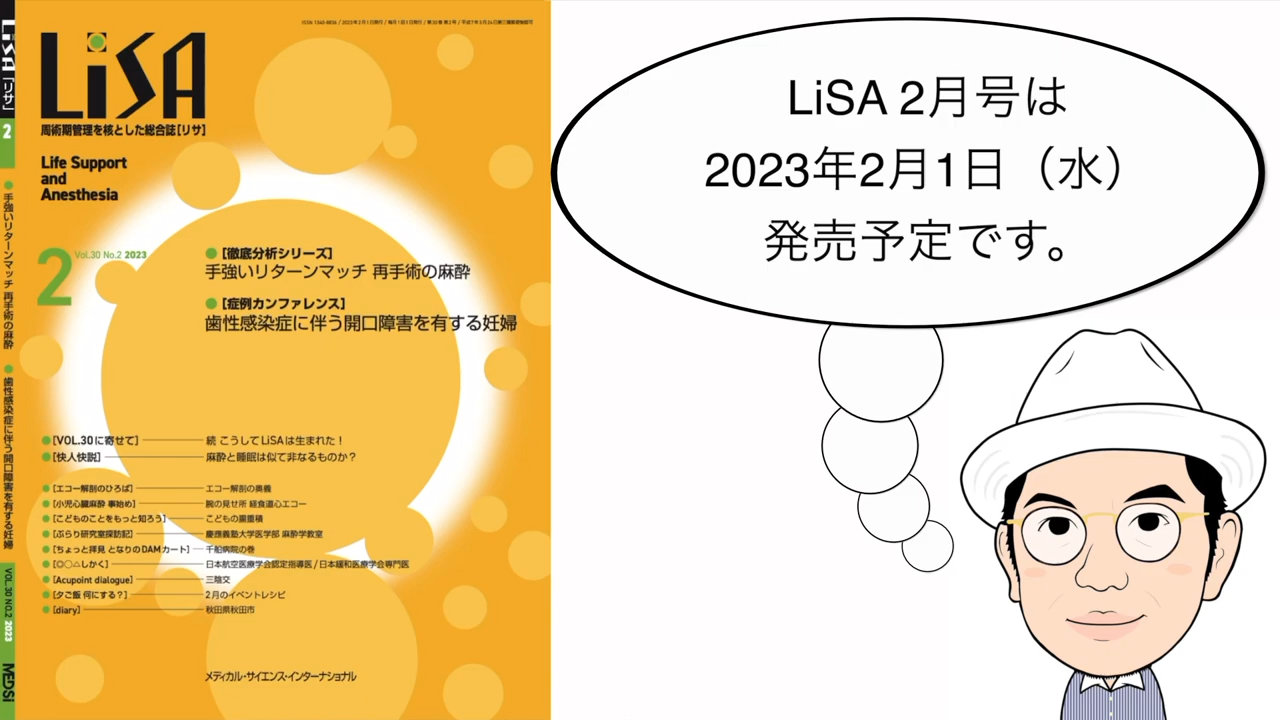 LiSA「リサ」
2
手強いリターンマッチ 再手術の麻酔
歯性感染症に伴う開口障害を有する妊婦
VOL.30 NO.2 2023
MEDSi
ISSN 1340-8836 / 2023年2月1日発行 / 毎月1回1日発行 / 第30巻第2号 / 平成7年3月24日第三種郵便物認可
LiSA
周術期管理を核とした総合誌[リサ]
Life Support
and
Anesthesia
2 Vol.30 No.2 2023
[徹底分析シリーズ]
手強いリターンマッチ 再手術の麻酔
[症例カンファレンス]
歯性感染症に伴う開口障害を有する妊婦
[VOL.30に寄せて] 続 こうしてLiSAは生まれた！
[快人快説] 麻酔と睡眠は似て非なるものか？
[エコー解剖のひろば] エコー解剖の奥義
[小児心臓麻酔 事始め] 腕の見せ所 経食道心エコー
[こどものことをもっと知ろう] こどもの胃重積
[ぶらり研究室探訪記] 慶應義塾大学医学部 麻酔学教室
[ちょっと拝見 となりのDAMカート] 千船病院の巻
[○○△しかく] 日本航空医療学会認定指導医/日本緩和医療学会専門医
[Acupoint dialogue] 三陰交
[夕ご飯 何にする？] 2月のイベントレシピ
[diary] 秋田県秋田市
メディカル・サイエンス・インターナショナル
LiSA 2月号は
2023年2月1日（水）
発売予定です。